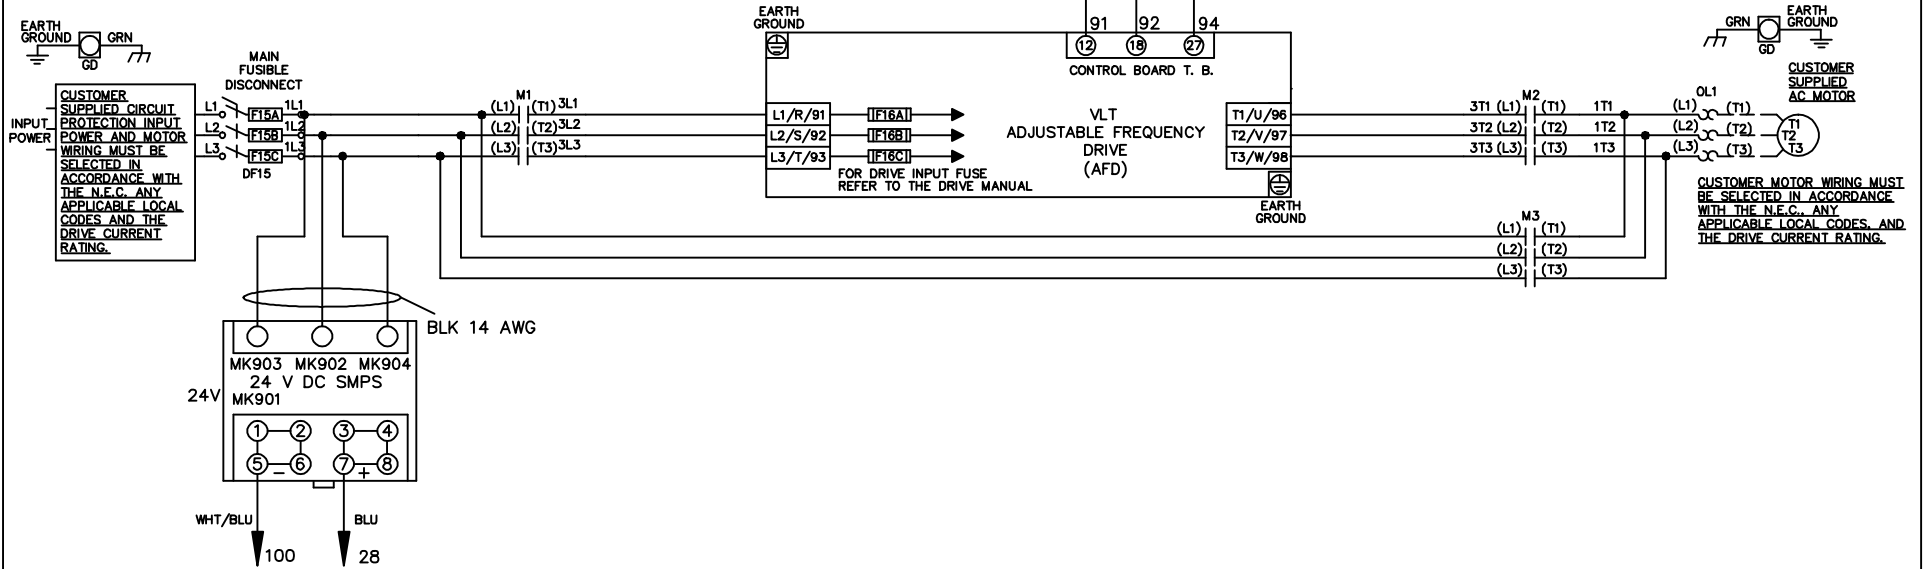 EARTH
GROUND
GRN
GD
INPUT
POWER
CUSTOMER
SUPPLIED CIRCUIT
PROTECTION INPUT
POWER AND MOTOR
WIRING MUST BE
SELECTED IN
ACCORDANCE WITH
THE N.E.C. ANY
APPLICABLE LOCAL
CODES AND THE
DRIVE CURRENT
RATING.
MAIN
FUSIBLE
DISCONNECT
L1 F15A 1L1
L2 F15B 1L2
L3 F15C 1L3
DF15
M1
(L1) (T1) 3L1
(L2) (T2) 3L2
(L3) (T3) 3L3
EARTH
GROUND
91 92 94
12 18 27
CONTROL BOARD T. B.
L1/R/91 F16A
L2/S/92 F16B
L3/T/93 F16C
FOR DRIVE INPUT FUSE
REFER TO THE DRIVE MANUAL
VLT
ADJUSTABLE FREQUENCY
DRIVE
(AFD)
T1/U/96
T2/V/97
T3/W/98
EARTH
GROUND
M2
3T1 (L1) (T1) 1T1
3T2 (L2) (T2) 1T2
3T3 (L3) (T3) 1T3
M3
(L1) (T1)
(L2) (T2)
(L3) (T3)
GRN
EARTH
GROUND
GD
CUSTOMER
SUPPLIED
AC MOTOR
OL1
(L1) (T1)
(L2) (T2)
(L3) (T3)
T1
T2
T3
CUSTOMER MOTOR WIRING MUST
BE SELECTED IN ACCORDANCE
WITH THE N.E.C., ANY
APPLICABLE LOCAL CODES, AND
THE DRIVE CURRENT RATING.
BLK 14 AWG
MK903 MK902 MK904
24 V DC SMPS
24V
MK901
1 2 3 4
5 6 7 8
- +
WHT/BLU BLU
100 28